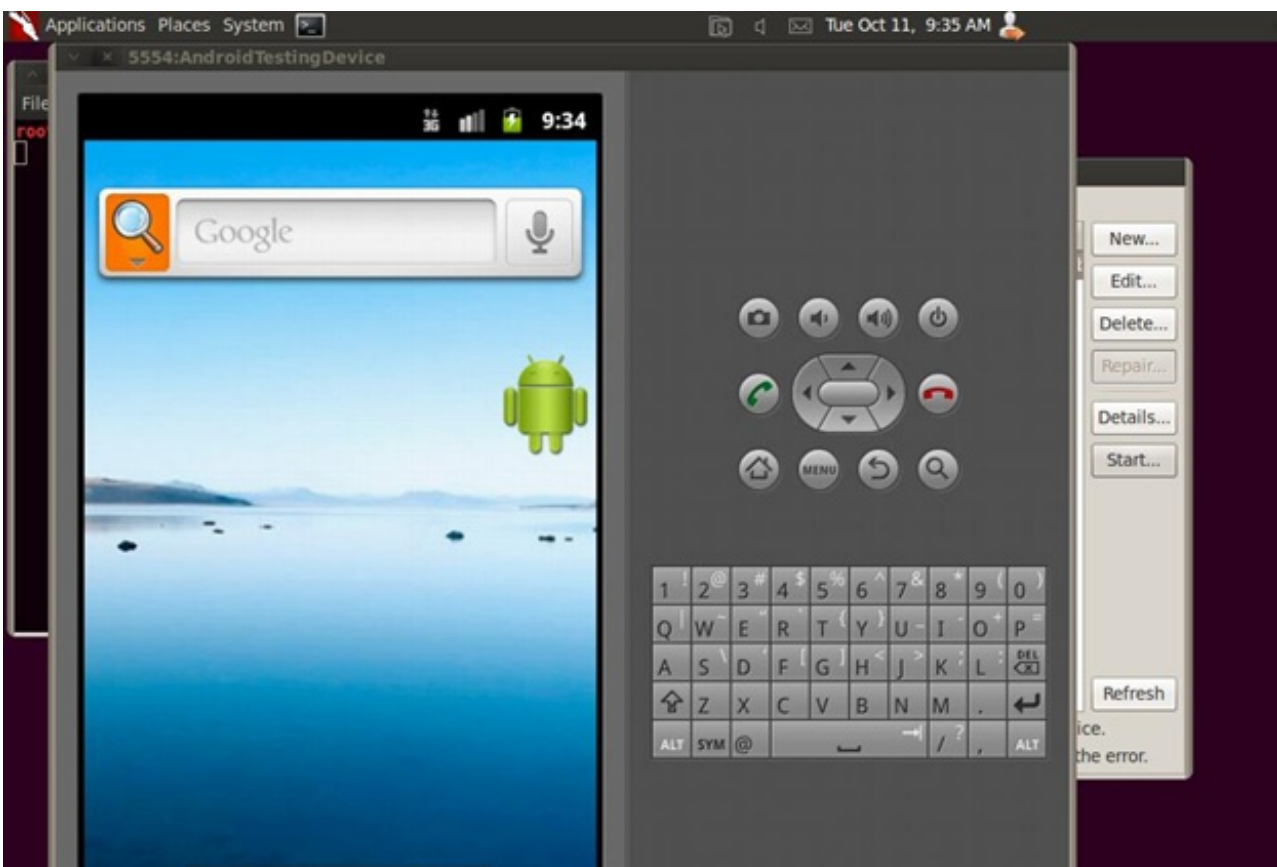 Applications Places System
Tue Oct 11, 9:35 AM
5554:AndroidTestingDevice
File
roo
3G
9:34
Google
New...
Edit...
Delete...
Repair...
Details...
Start...
MENU
1 ! 2 @ 3 # 4 $ 5 % 6 ^ 7 & 8 * 9 ( 0 )
Q | W ~ E " R ` T { Y } U _ I - O + P =
A S \ D ' F [ G ] H < J > K ; L : DEL
Z X C V B N M .
ALT SYM @ / ? , ALT
Refresh
ice.
the error.